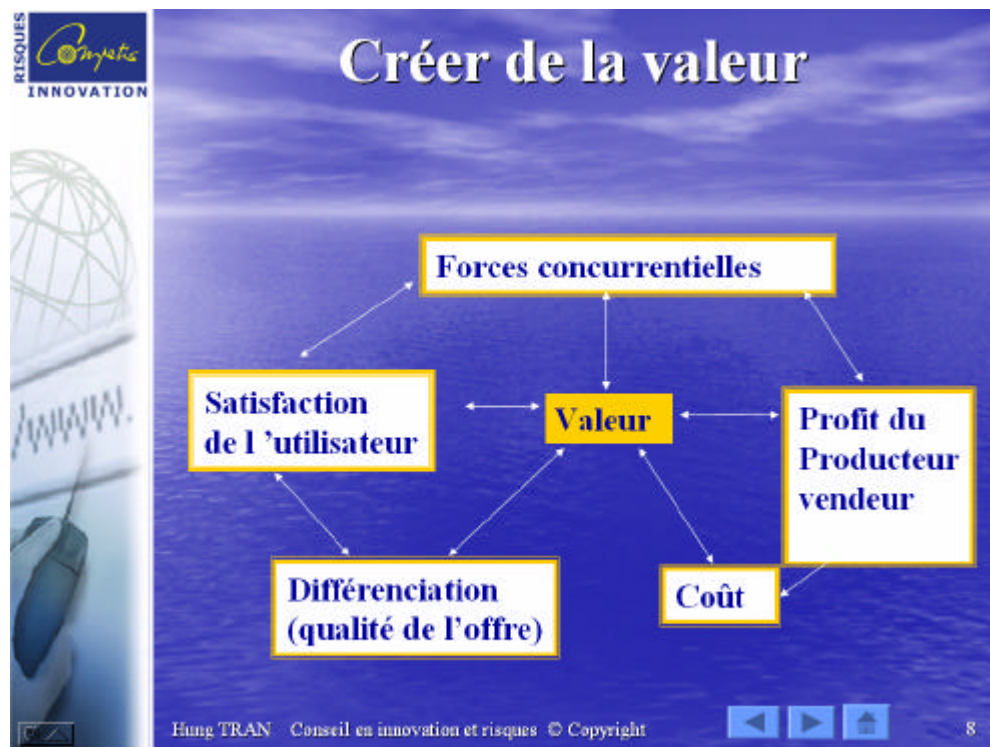 RISQUES
Competis
INNOVATION
Créer de la valeur
Forces concurrentielles
Satisfaction
de l ’utilisateur
Valeur
Profit du
Producteur
vendeur
Différenciation
(qualité de l’offre)
Coût
Hung TRAN Conseil en innovation et risques © Copyright
8